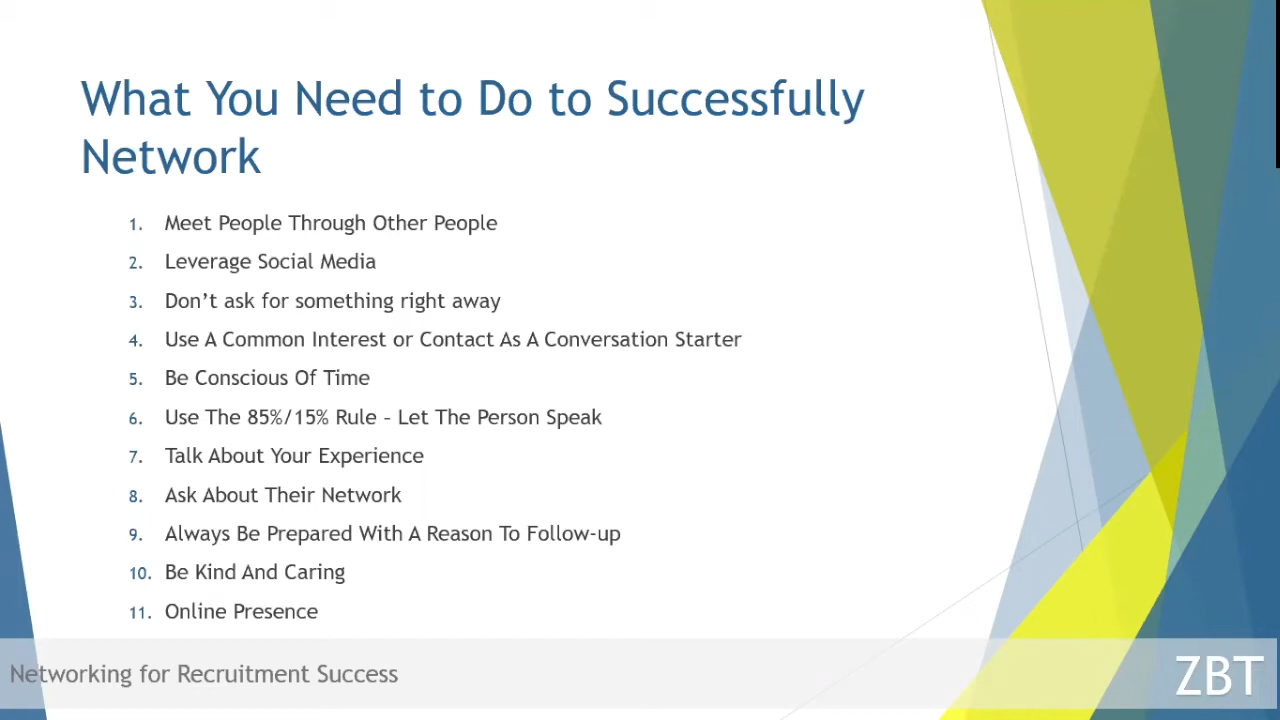 What You Need to Do to Successfully
Network
1. Meet People Through Other People
2. Leverage Social Media
3. Don’t ask for something right away
4. Use A Common Interest or Contact As A Conversation Starter
5. Be Conscious Of Time
6. Use The 85%/15% Rule – Let The Person Speak
7. Talk About Your Experience
8. Ask About Their Network
9. Always Be Prepared With A Reason To Follow-up
10. Be Kind And Caring
11. Online Presence
Networking for Recruitment Success
ZBT